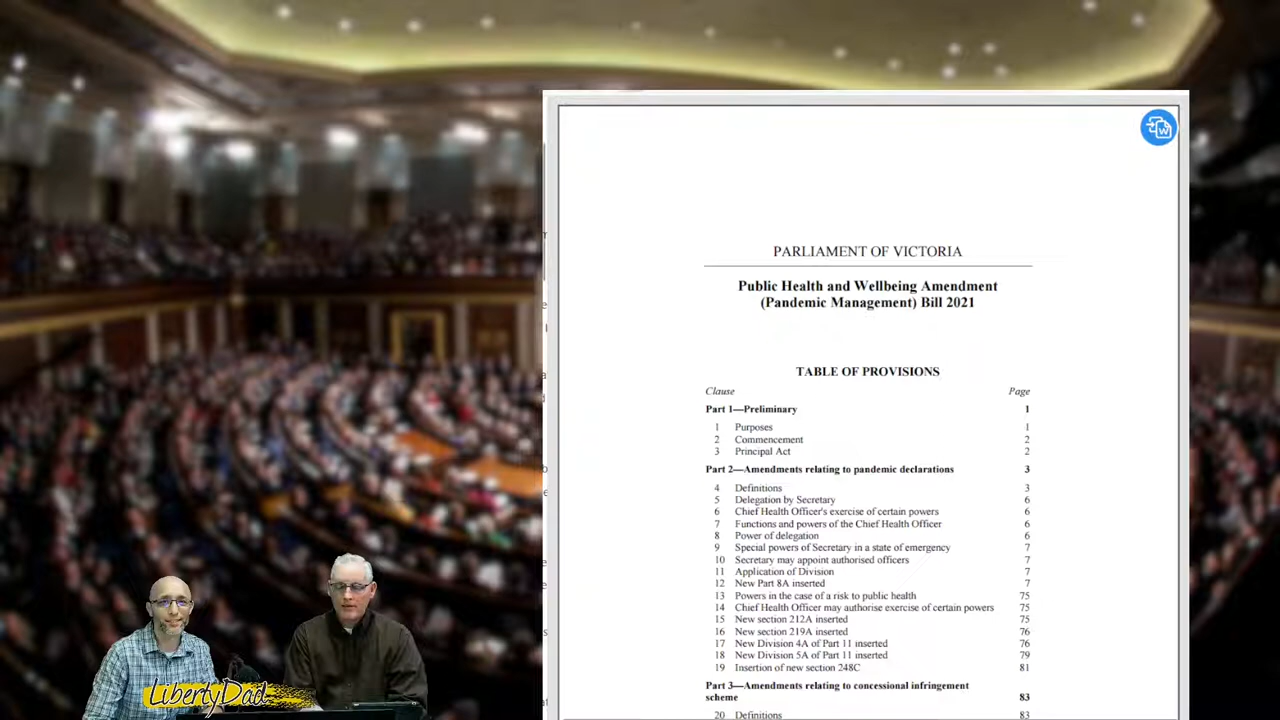 PARLIAMENT OF VICTORIA
Public Health and Wellbeing Amendment
(Pandemic Management) Bill 2021
TABLE OF PROVISIONS
Clause Page
Part 1—Preliminary 1
1 Purposes 1
2 Commencement 2
3 Principal Act 2
Part 2—Amendments relating to pandemic declarations 3
4 Definitions 3
5 Delegation by Secretary 6
6 Chief Health Officer's exercise of certain powers 6
7 Functions and powers of the Chief Health Officer 6
8 Power of delegation 6
9 Special powers of Secretary in a state of emergency 7
10 Secretary may appoint authorised officers 7
11 Application of Division 7
12 New Part 8A inserted 7
13 Powers in the case of a risk to public health 75
14 Chief Health Officer may authorise exercise of certain powers 75
15 New section 212A inserted 75
16 New section 219A inserted 76
17 New Division 4A of Part 11 inserted 76
18 New Division 5A of Part 11 inserted 79
19 Insertion of new section 248C 81
Part 3—Amendments relating to concessional infringement
scheme 83
20 Definitions 83
LibertyDad